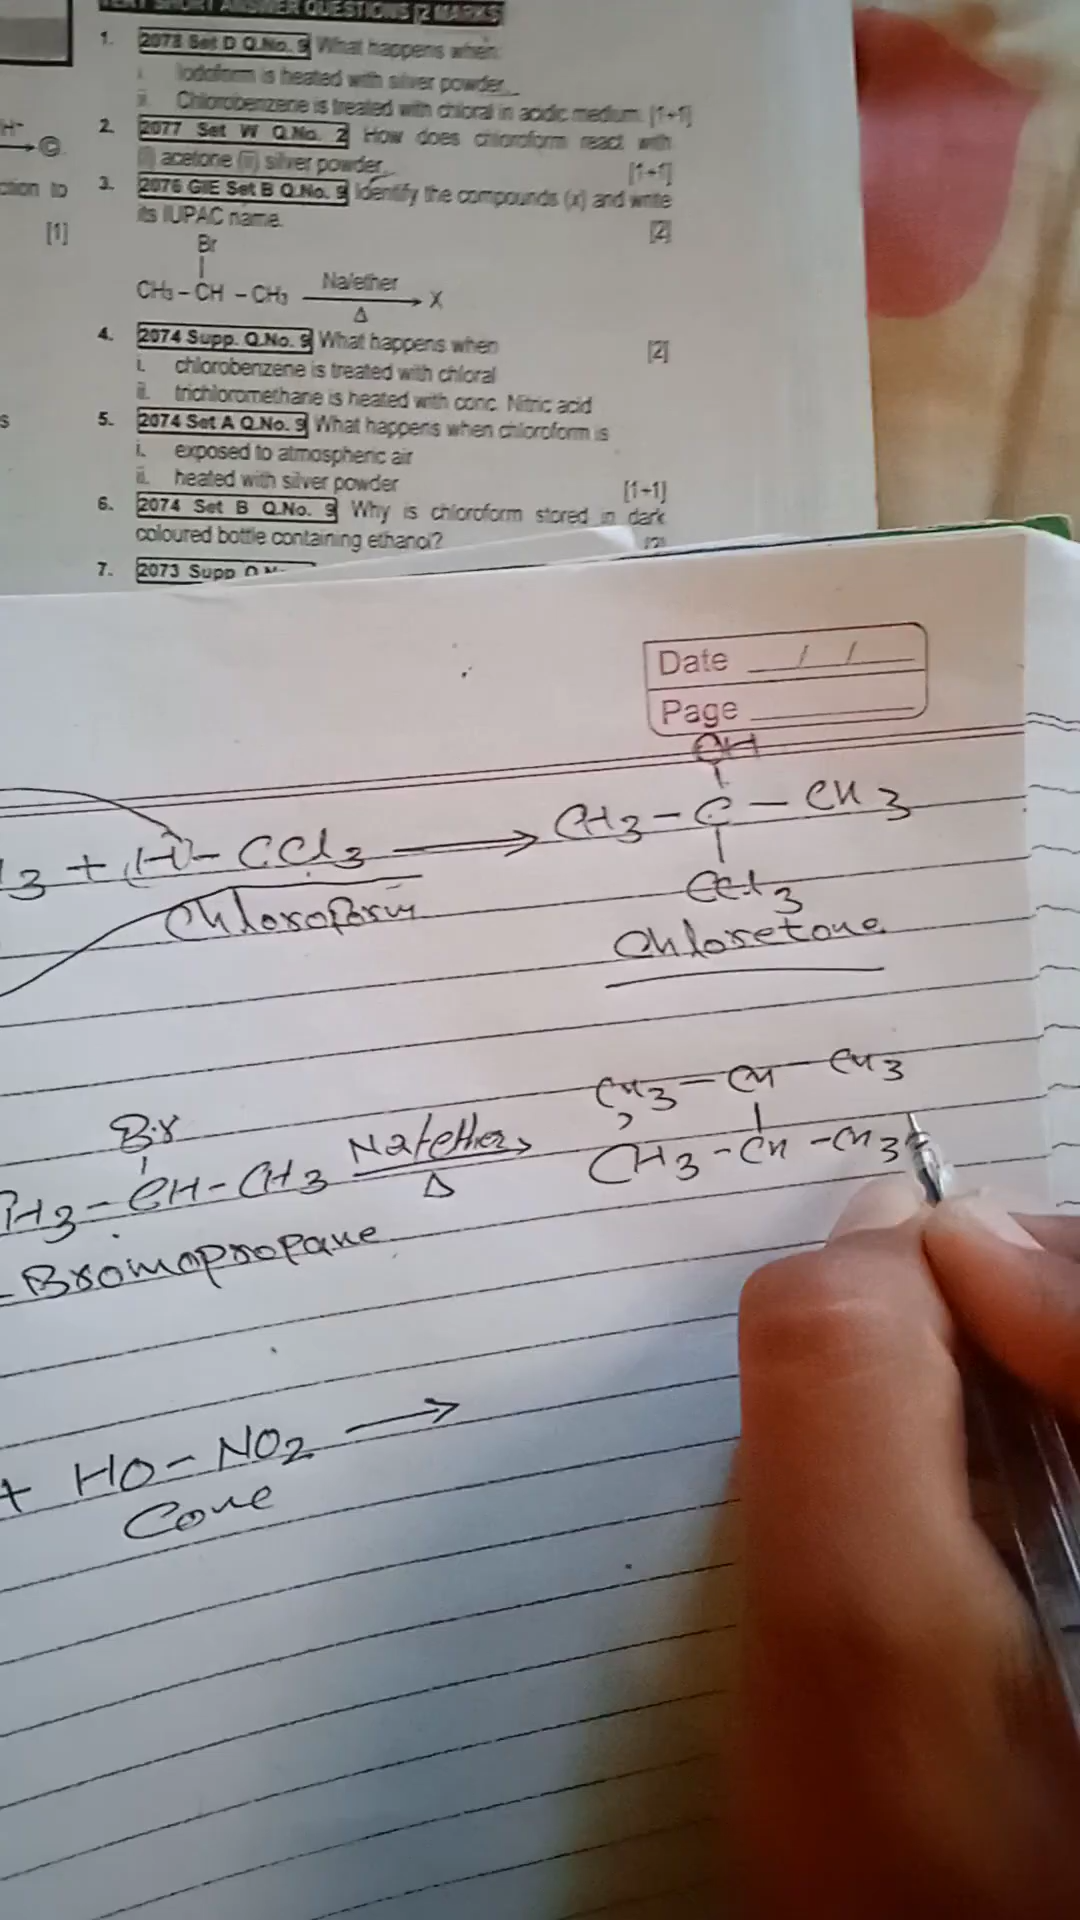 VERY SHORT ANSWER QUESTIONS [2 MARKS]
1. 2078 Set D Q.No. 9 What happens when:
i. Iodoform is heated with silver powder.
ii. Chlorobenzene is treated with chloral in acidic medium. [1+1]
2. 2077 Set W Q.No. 2 How does chloroform react with
(i) acetone (ii) silver powder. [1+1]
3. 2076 GIE Set B Q.No. 9 Identify the compounds (x) and write
its IUPAC name. [2]
Br
CH3 – CH – CH3 Na/ether X
Δ
4. 2074 Supp. Q.No. 9 What happens when [2]
i. chlorobenzene is treated with chloral
ii. trichloromethane is heated with conc. Nitric acid
5. 2074 Set A Q.No. 9 What happens when chloroform is
i. exposed to atmospheric air
ii. heated with silver powder [1+1]
6. 2074 Set B Q.No. 9 Why is chloroform stored in dark
coloured bottle containing ethanol?
7. 2073 Supp
H+
G
ction to
[1]
s
Date / /
Page
OH
3 + H - CCl3 → CH3 - C - CH3
Chloroform
CCl3
Chloretone
CH3 - CH - CH3
Br
CH3 - CH - CH3 Na/ether CH3 - CH - CH3
Δ
- Bromopropane
+ HO - NO2 →
Conc